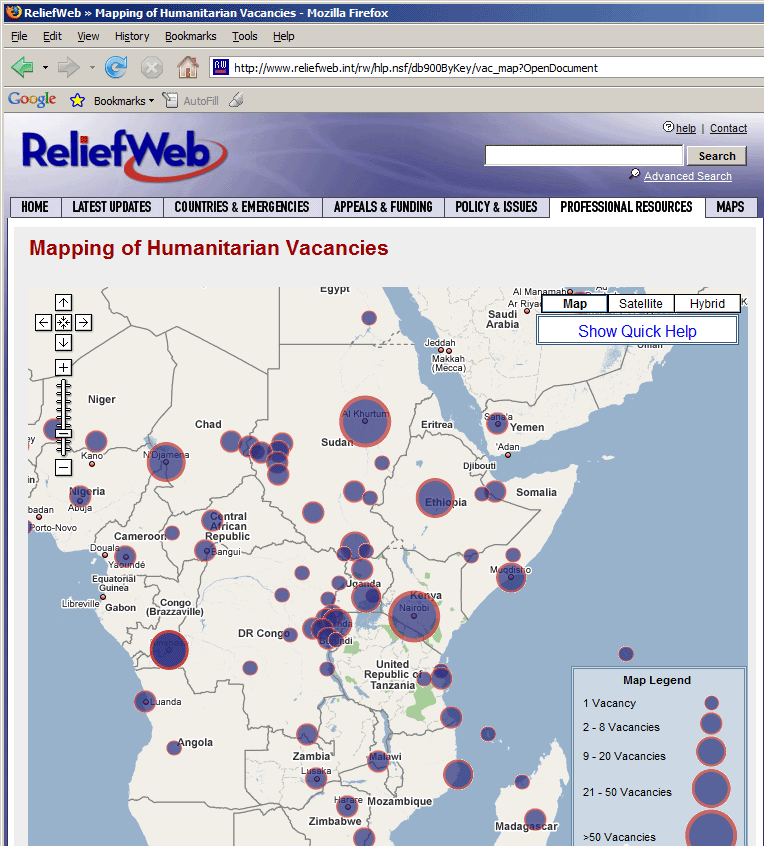 ReliefWeb » Mapping of Humanitarian Vacancies - Mozilla Firefox
File Edit View History Bookmarks Tools Help
RW http://www.reliefweb.int/rw/hlp.nsf/db900ByKey/vac_map?OpenDocument
Google Bookmarks AutoFill
? help | Contact
ReliefWeb
Search
Advanced Search
HOME LATEST UPDATES COUNTRIES & EMERGENCIES APPEALS & FUNDING POLICY & ISSUES PROFESSIONAL RESOURCES MAPS
Mapping of Humanitarian Vacancies
Egypt
Al Manamah
Map Satellite Hybrid
Saudi
Arabia
Show Quick Help
Jeddah
Makkah
(Mecca)
Oman
Niger
Chad
Al Khurtum
Sudan
Eritrea
San'a
Yemen
'Adan
Kano
N'Djamena
Djibouti
Nigeria
Abuja
Ethiopia
Somalia
Porto-Novo
Central
African
Republic
Cameroon
Bangui
Douala
Yaoundé
Equatorial
Guinea
Libreville
Gabon
Congo
(Brazzaville)
Uganda
Kenya
Nairobi
Muqdisho
DR Congo
Burundi
United
Republic of
Tanzania
Luanda
Angola
Zambia
Lusaka
Malawi
Harare
Zimbabwe
Mozambique
Madagascar
Map Legend
1 Vacancy
2 - 8 Vacancies
9 - 20 Vacancies
21 - 50 Vacancies
>50 Vacancies